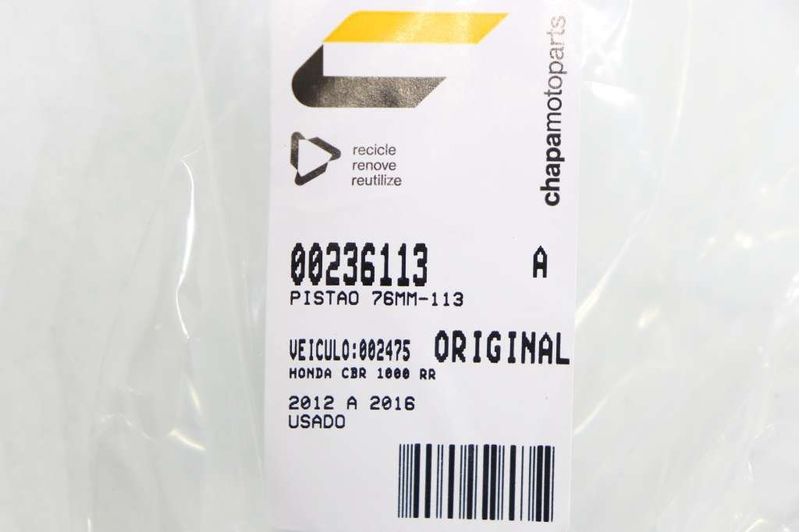 chapamotoparts
recicle
renove
reutilize
00236113 A
PISTAO 76MM-113
VEICULO:002475 ORIGINAL
HONDA CBR 1000 RR
2012 A 2016
USADO